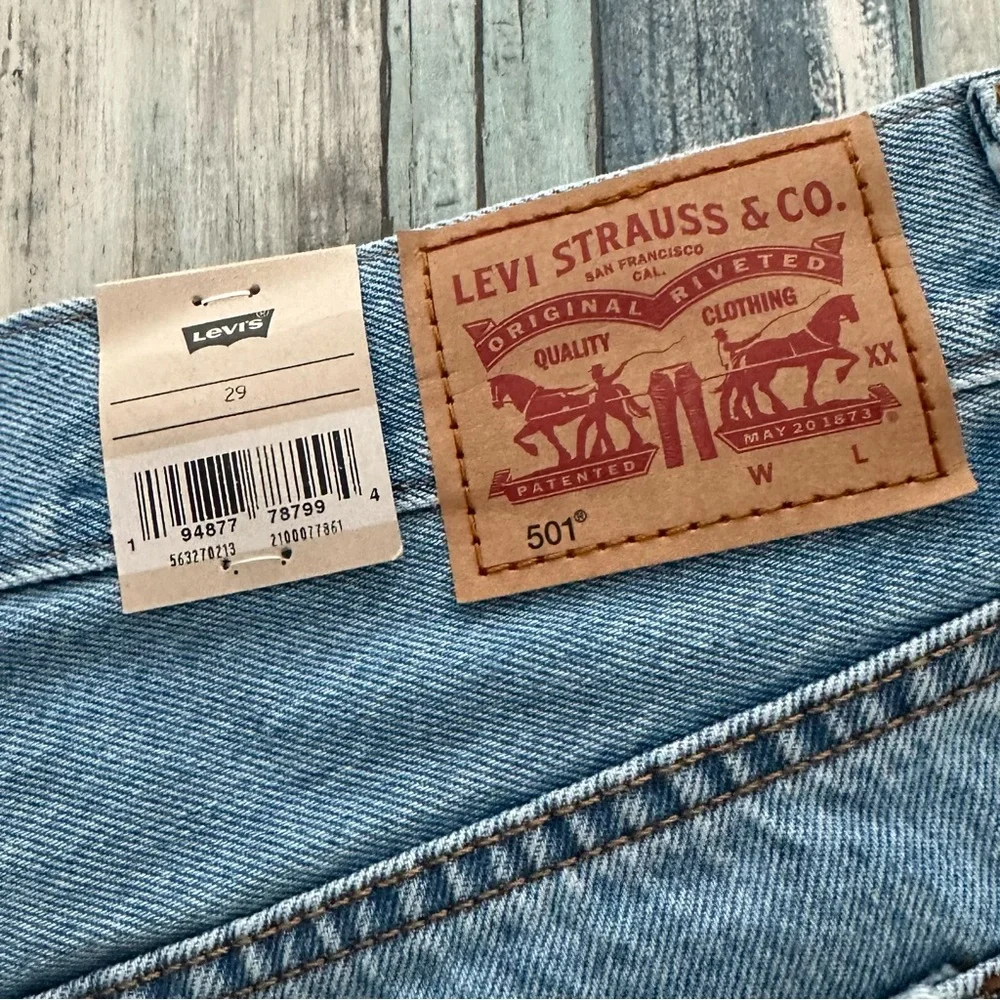 Levi's®
29
1 94877 78799 4
563270213 2100077861
LEVI STRAUSS & CO.
SAN FRANCISCO
CAL.
ORIGINAL RIVETED
QUALITY CLOTHING
XX
PATENTED MAY 20 1873 ®
W L
501®